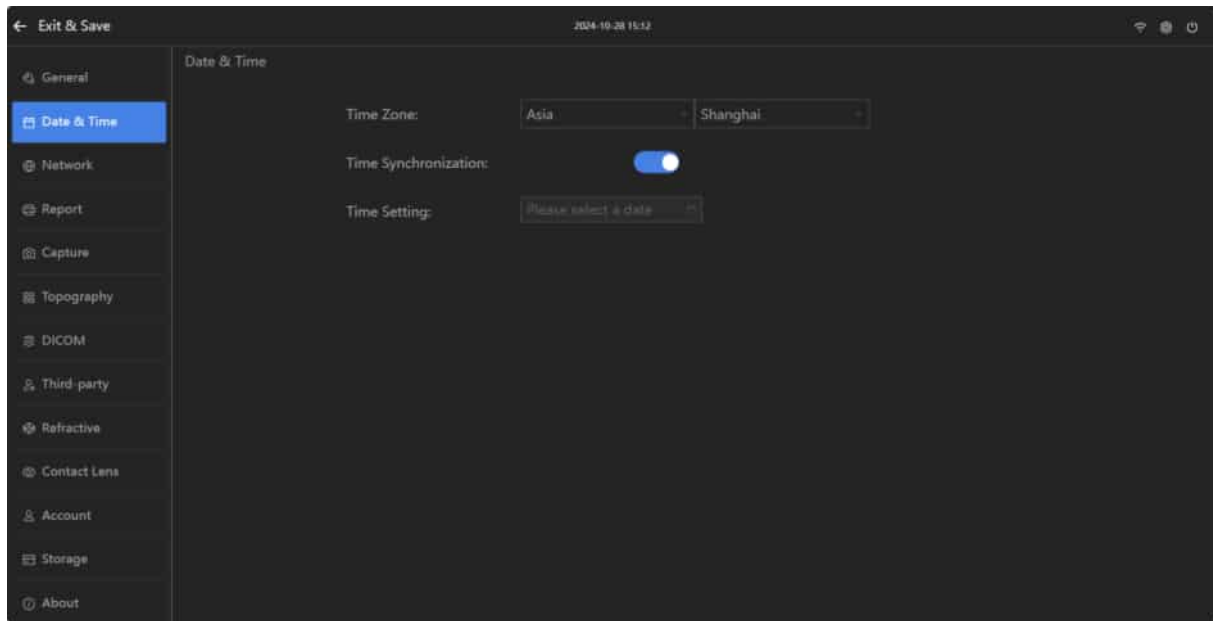 Exit & Save
2024-10-28 15:12
General
Date & Time
Network
Report
Capture
Topography
DICOM
Third-party
Refractive
Contact Lens
Account
Storage
About
Date & Time
Time Zone: Asia Shanghai
Time Synchronization:
Time Setting: Please select a date